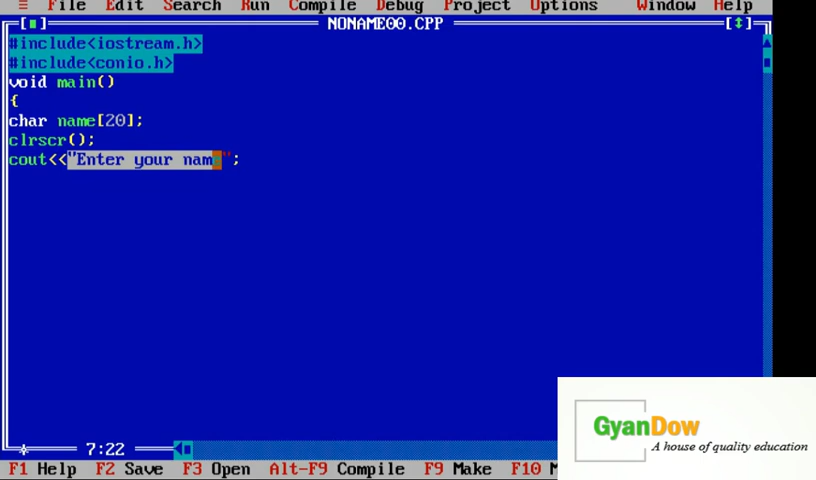 ≡ File Edit Search Run Compile Debug Project Options Window Help
NONAME00.CPP
#include<iostream.h>
#include<conio.h>
void main()
{
char name[20];
clrscr();
cout<<"Enter your name";
7:22
F1 Help F2 Save F3 Open Alt-F9 Compile F9 Make F10
GyanDow
A house of quality education